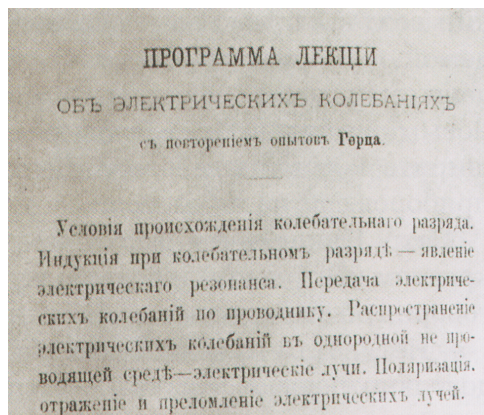 ПРОГРАММА ЛЕКЦІИ
ОБЪ ЭЛЕКТРИЧЕСКИХЪ КОЛЕБАНІЯХЪ
съ повтореніемъ опытовъ Герца.
Условія происхожденія колебательнаго разряда.
Индукція при колебательномъ разрядѣ — явленіе
электрическаго резонанса. Передача электриче-
скихъ колебаній по проводнику. Распространеніе
электрическихъ колебаній въ однородной не про-
водящей средѣ—электрическіе лучи. Поляризація,
отраженіе и преломленіе электрическихъ лучей.